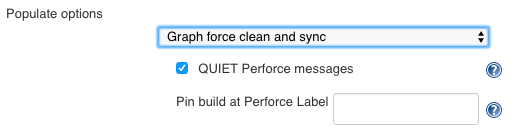 Populate options
Graph force clean and sync
QUIET Perforce messages
?
Pin build at Perforce Label
?